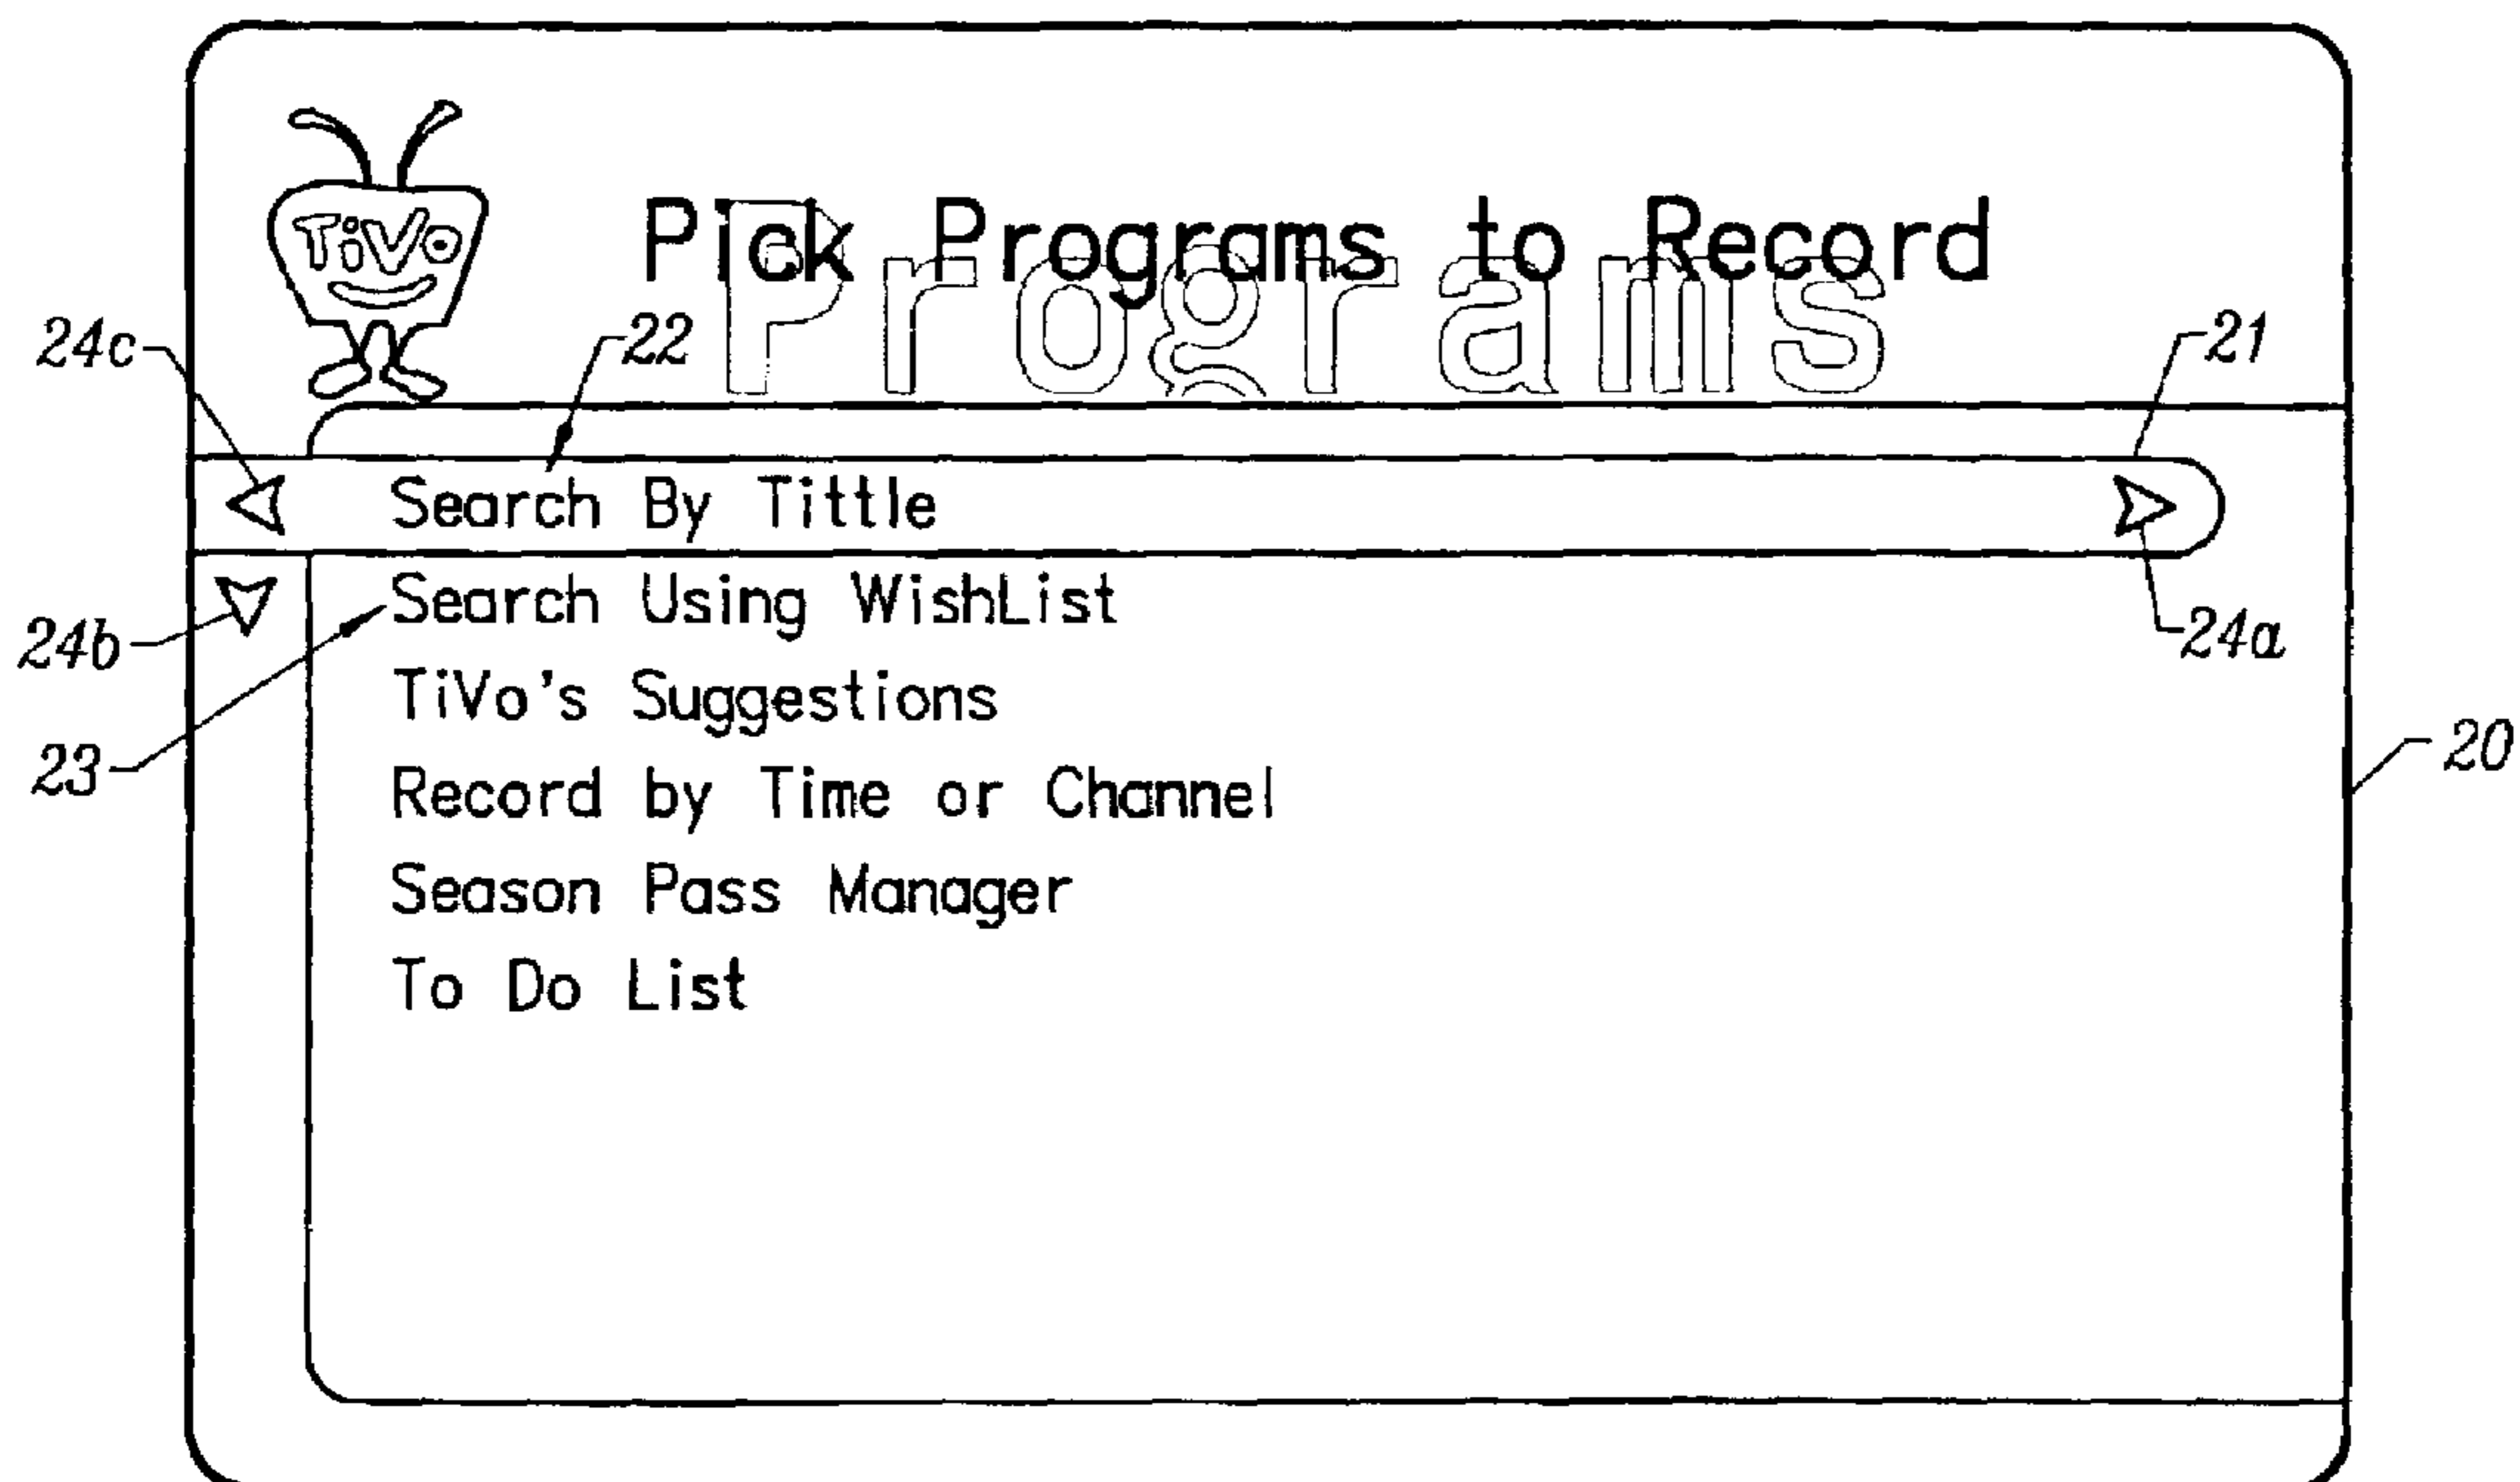 TiVo
Pick Programs to Record
Programs
24c
22
21
Search By Tittle
Search Using WishList
24b
24a
TiVo's Suggestions
23
20
Record by Time or Channel
Season Pass Manager
To Do List